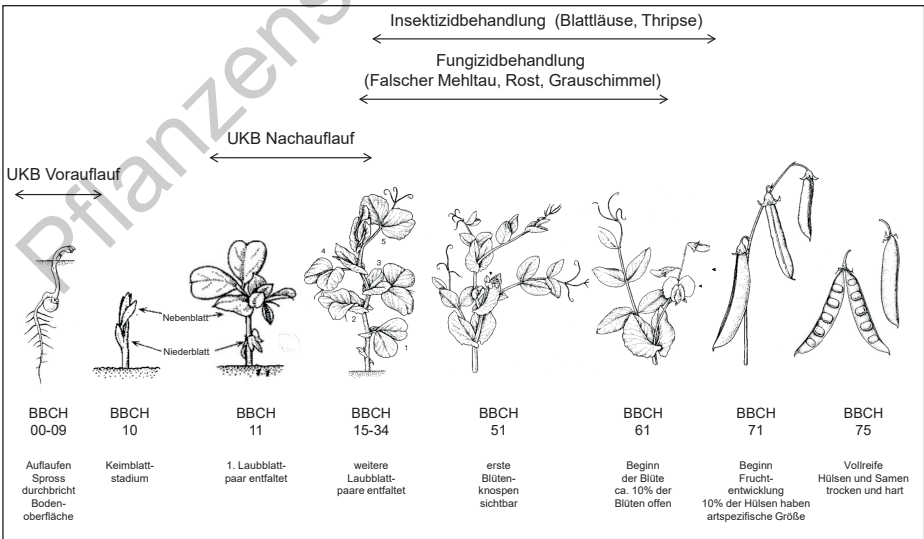 Insektizidbehandlung (Blattläuse, Thripse)
Fungizidbehandlung
(Falscher Mehltau, Rost, Grauschimmel)
UKB Nachauflauf
UKB Vorauflauf
Pflanzens
Nebenblatt
Niederblatt
1
2
3
4
5
BBCH
00-09
Auflaufen
Spross
durchbricht
Boden-
oberfläche
BBCH
10
Keimblatt-
stadium
BBCH
11
1. Laubblatt-
paar entfaltet
BBCH
15-34
weitere
Laubblatt-
paare entfaltet
BBCH
51
erste
Blüten-
knospen
sichtbar
BBCH
61
Beginn
der Blüte
ca. 10% der
Blüten offen
BBCH
71
Beginn
Frucht-
entwicklung
10% der Hülsen haben
artspezifische Größe
BBCH
75
Vollreife
Hülsen und Samen
trocken und hart